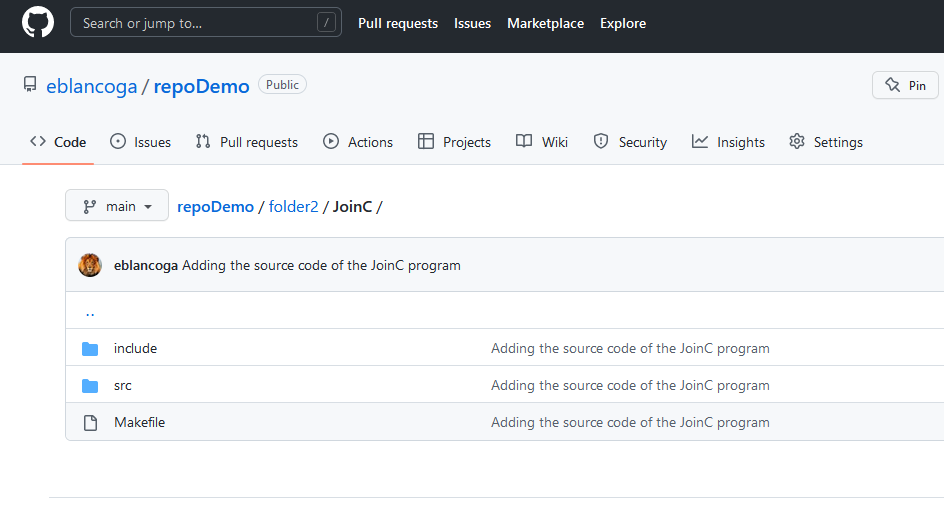 Search or jump to... / Pull requests Issues Marketplace Explore
eblancoga / repoDemo Public Pin
Code Issues Pull requests Actions Projects Wiki Security Insights Settings
main repoDemo / folder2 / JoinC /
eblancoga Adding the source code of the JoinC program
..
include Adding the source code of the JoinC program
src Adding the source code of the JoinC program
Makefile Adding the source code of the JoinC program